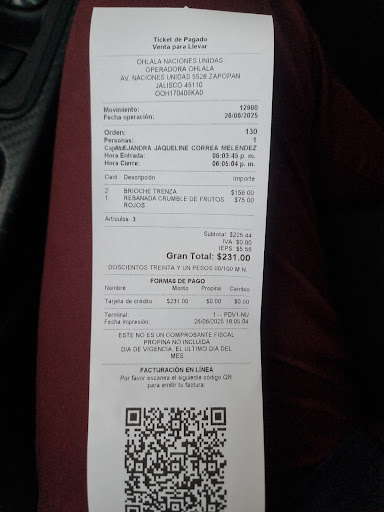 Ticket de Pagado
Venta para Llevar
OHLALA NACIONES UNIDAS
OPERADORA OHLALA
AV. NACIONES UNIDAS 5528 ZAPOPAN
JALISCO 45110
OOH170406KA0
Movimiento: 12900
Fecha operación: 26/06/2025
Orden: 130
Personas: 1
JANDRA JAQUELINE CORREA MELENDEZ
Hora Entrada: 06:03:45 p. m.
Hora Cierre: 06:05:04 p. m.
Cant. Descripción Importe
2 BRIOCHE TRENZA $156.00
1 REBANADA CRUMBLE DE FRUTOS $75.00
ROJOS
Artículos: 3
Subtotal: $225.44
IVA: $0.00
IEPS: $5.56
Gran Total: $231.00
DOSCIENTOS TREINTA Y UN PESOS 00/100 M.N.
FORMAS DE PAGO
Nombre Monto Propina Cambio
Tarjeta de crédito $231.00 $0.00 $0.00
Terminal: 1 -- PDV1-NU
Fecha impresión: 26/06/2025 18:05:04
ESTE NO ES UN COMPROBANTE FISCAL
PROPINA NO INCLUIDA
DIA DE VIGENCIA: EL ULTIMO DIA DEL
MES
FACTURACIÓN EN LÍNEA
Por favor escanea el siguiente código QR
para emitir tu factura: